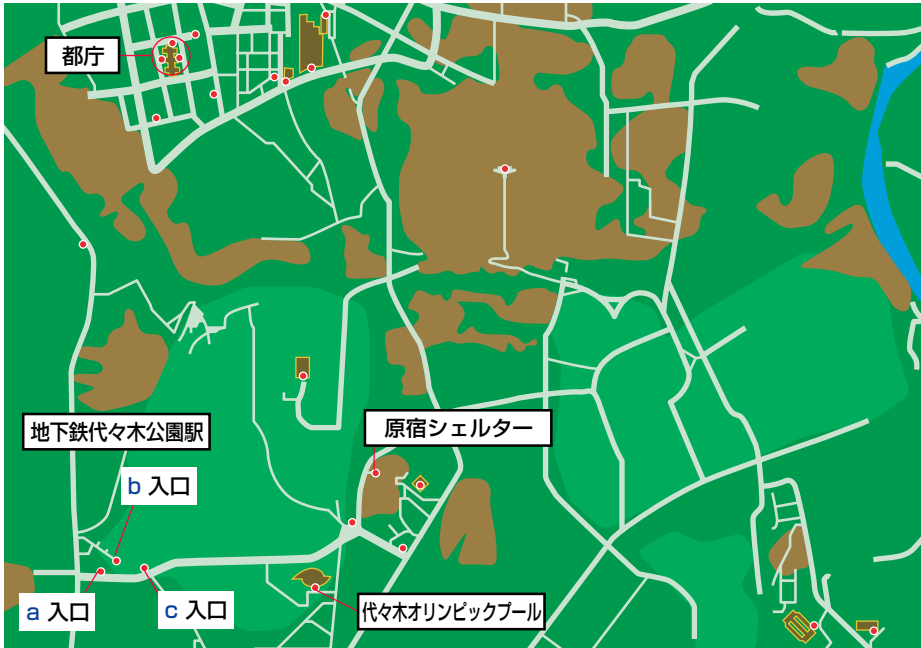 都庁
地下鉄代々木公園駅
原宿シェルター
b 入口
a 入口
c 入口
代々木オリンピックプール